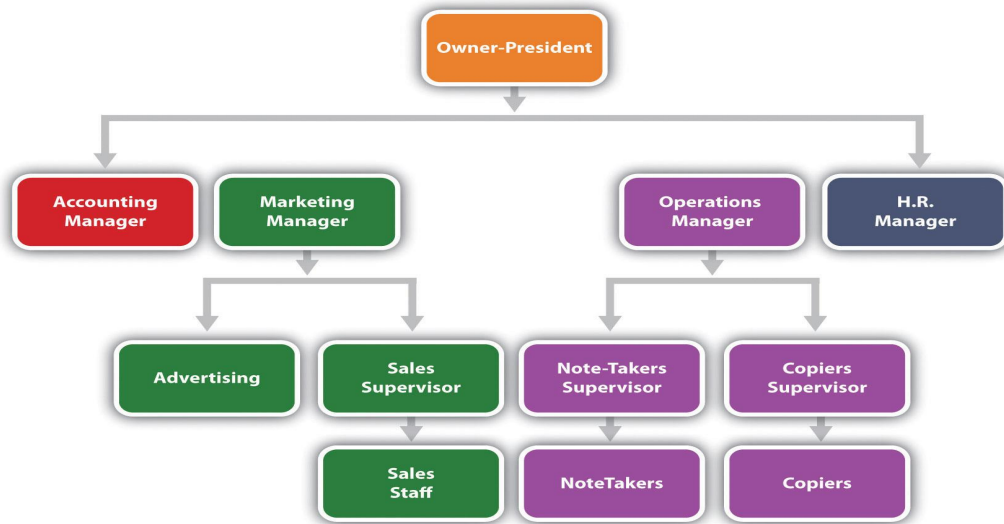 Owner-President
Accounting
Manager
Marketing
Manager
Operations
Manager
H.R.
Manager
Advertising
Sales
Supervisor
Note-Takers
Supervisor
Copiers
Supervisor
Sales
Staff
NoteTakers
Copiers